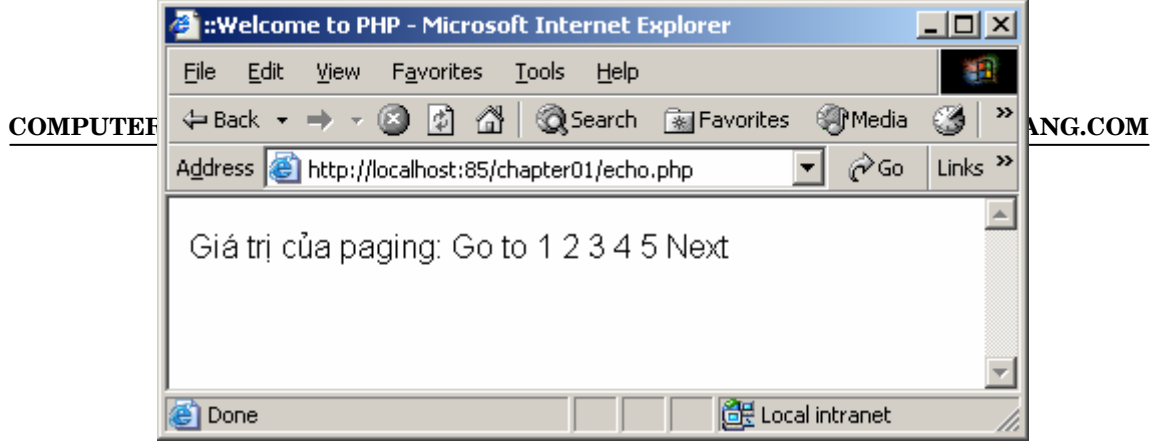 ::Welcome to PHP - Microsoft Internet Explorer
File Edit View Favorites Tools Help
Back Search Favorites Media »
COMPUTER ANG.COM
Address http://localhost:85/chapter01/echo.php Go Links »
Giá trị của paging: Go to 1 2 3 4 5 Next
Done Local intranet